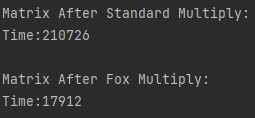 Matrix After Standard Multiply:
Time:210726
Matrix After Fox Multiply:
Time:17912